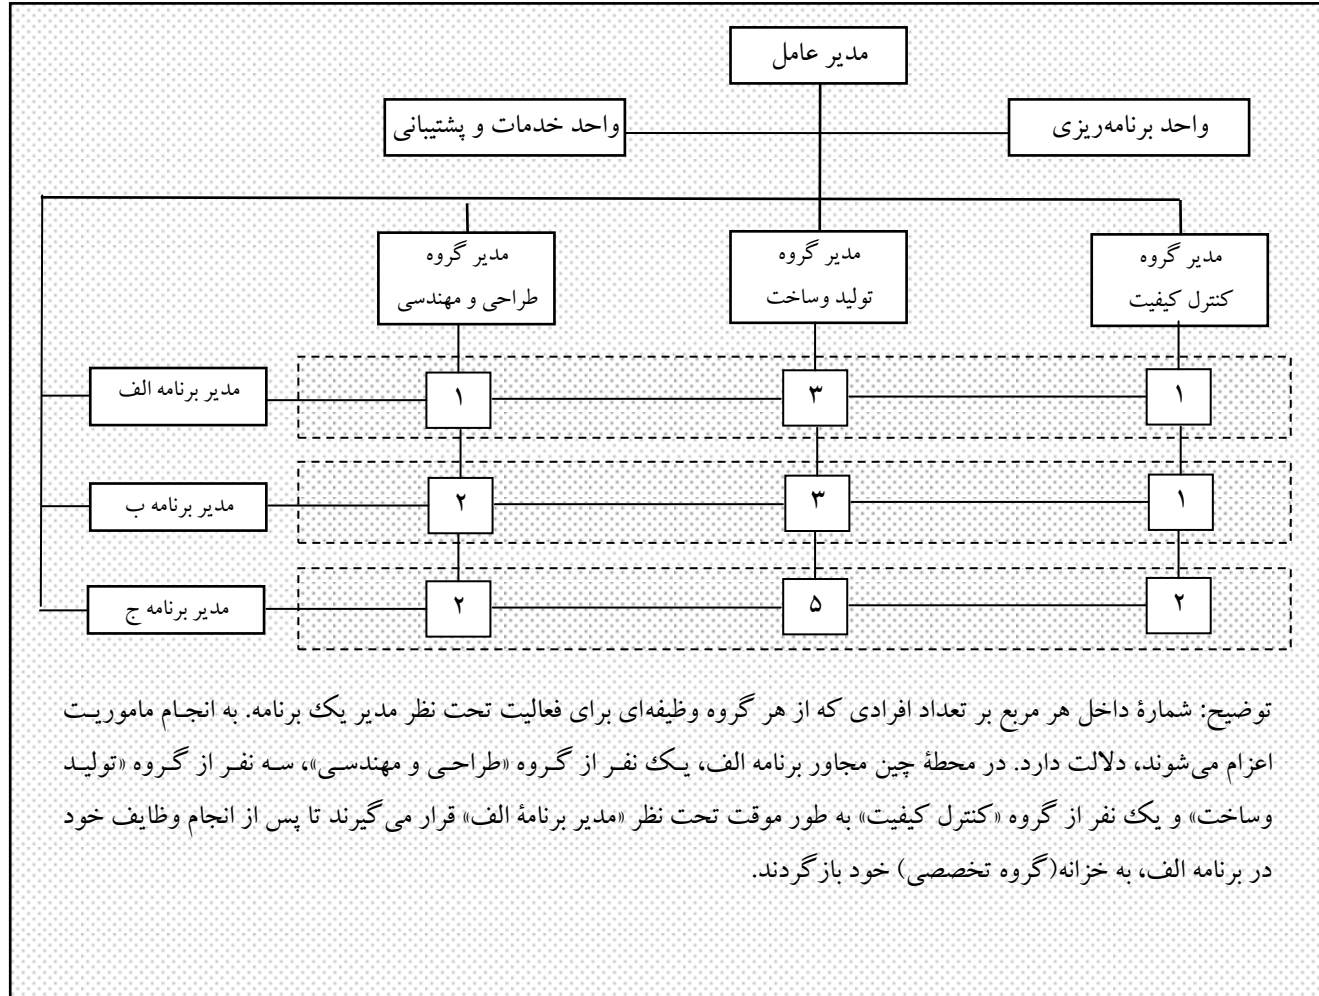 مدیر عامل
واحد برنامه‌ریزی
واحد خدمات و پشتیبانی
مدیر گروه
کنترل کیفیت
مدیر گروه
تولید وساخت
مدیر گروه
طراحی و مهندسی
مدیر برنامه الف
۱
۳
۱
مدیر برنامه ب
۲
۳
۱
مدیر برنامه ج
۲
۵
۲
توضیح: شمارهٔ داخل هر مربع بر تعداد افرادی که از هر گروه وظیفه‌ای برای فعالیت تحت نظر مدیر یک برنامه. به انجام ماموریت
اعزام می‌شوند، دلالت دارد. در محطهٔ چین مجاور برنامه الف، یک نفر از گروه «طراحی و مهندسی»، سه نفر از گروه «تولید
وساخت» و یک نفر از گروه «کنترل کیفیت» به طور موقت تحت نظر «مدیر برنامهٔ الف» قرار می‌گیرند تا پس از انجام وظایف خود
در برنامه الف، به خزانه(گروه تخصصی) خود بازگردند.